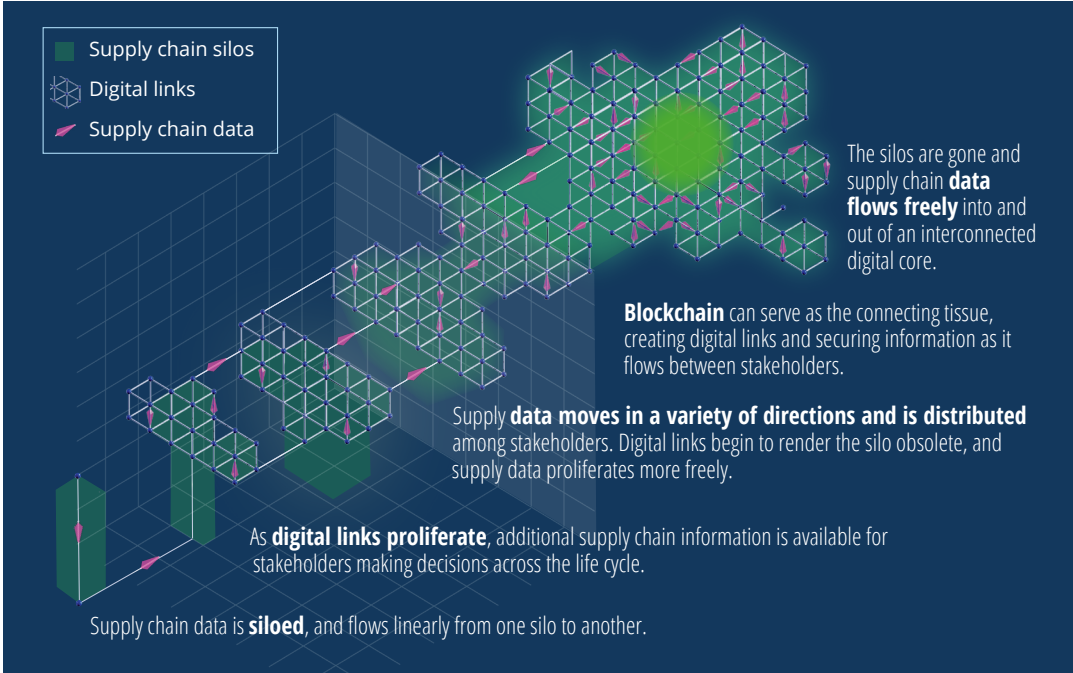 Supply chain silos
Digital links
Supply chain data
The silos are gone and
supply chain data
flows freely into and
out of an interconnected
digital core.
Blockchain can serve as the connecting tissue,
creating digital links and securing information as it
flows between stakeholders.
Supply data moves in a variety of directions and is distributed
among stakeholders. Digital links begin to render the silo obsolete, and
supply data proliferates more freely.
As digital links proliferate, additional supply chain information is available for
stakeholders making decisions across the life cycle.
Supply chain data is siloed, and flows linearly from one silo to another.